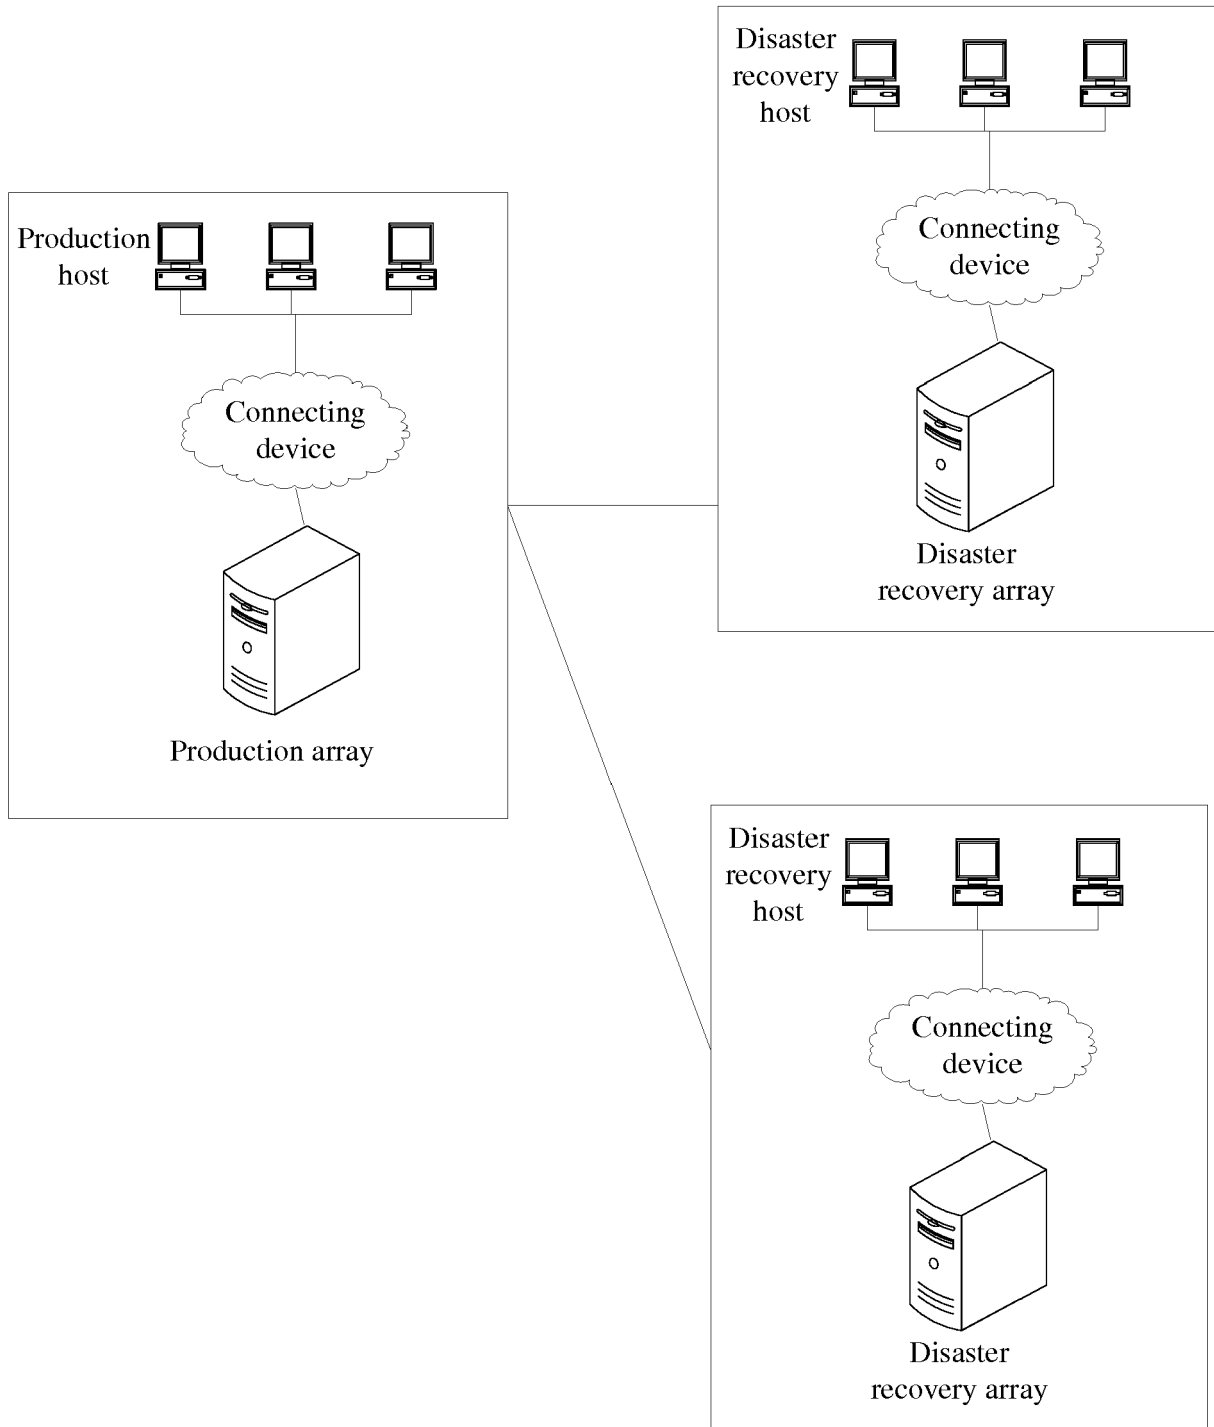 Production
host
Connecting
device
Production array
Disaster
recovery
host
Connecting
device
Disaster
recovery array
Disaster
recovery
host
Connecting
device
Disaster
recovery array